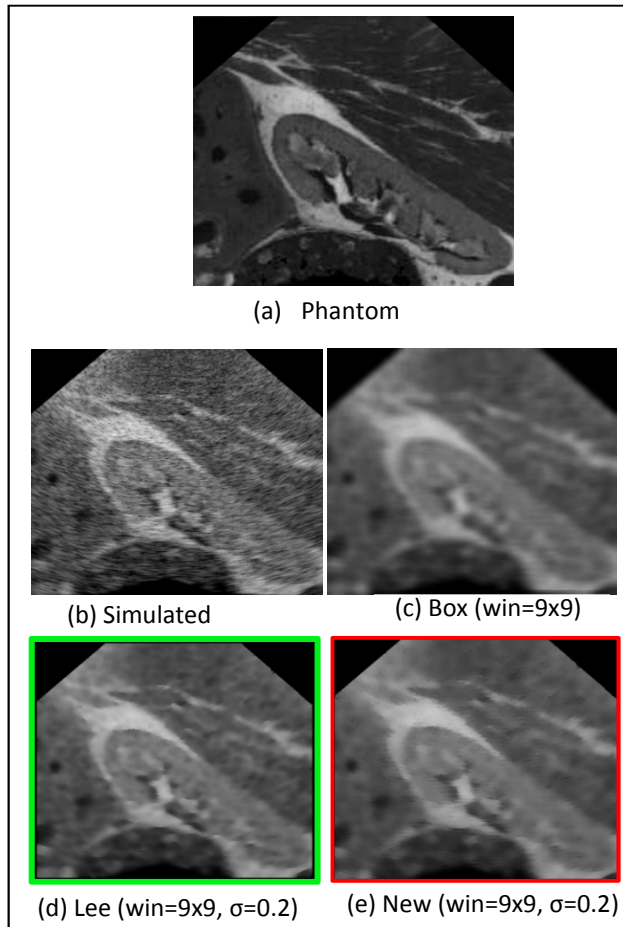 (a) Phantom
(b) Simulated
(c) Box (win=9x9)
(d) Lee (win=9x9, σ=0.2)
(e) New (win=9x9, σ=0.2)